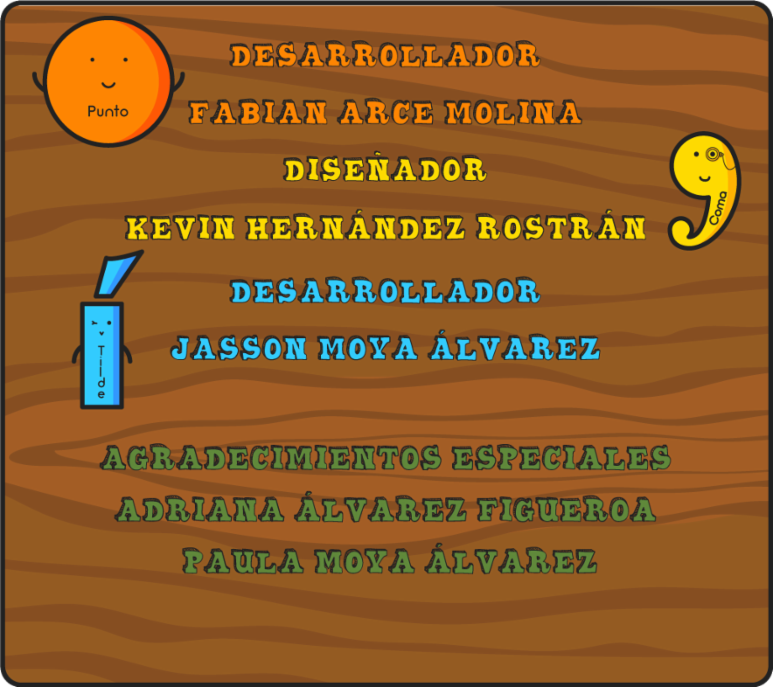 DESARROLLADOR
Punto
FABIAN ARCE MOLINA
DISEÑADOR
Coma
KEVIN HERNÁNDEZ ROSTRÁN
DESARROLLADOR
JASSON MOYA ÁLVAREZ
Tilde
AGRADECIMIENTOS ESPECIALES
ADRIANA ÁLVAREZ FIGUEROA
PAULA MOYA ÁLVAREZ